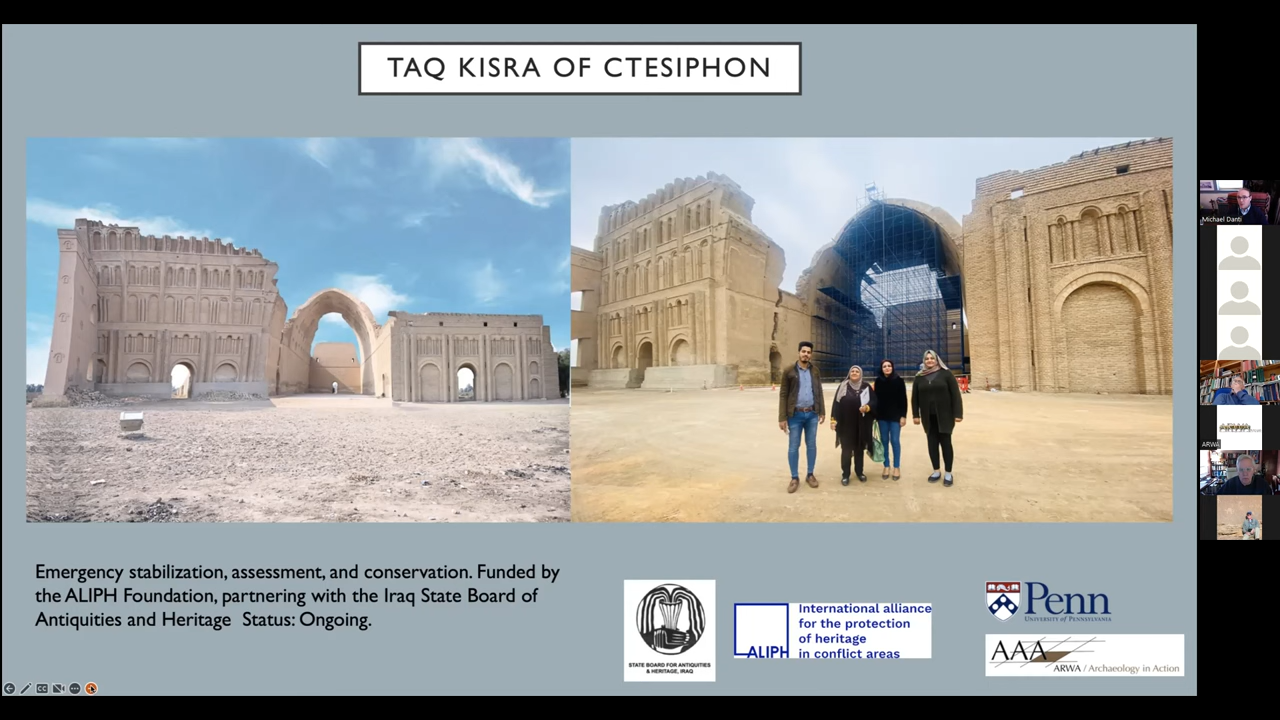 TAQ KISRA OF CTESIPHON
Emergency stabilization, assessment, and conservation. Funded by
the ALIPH Foundation, partnering with the Iraq State Board of
Antiquities and Heritage Status: Ongoing.
STATE BOARD FOR ANTIQUITIES
& HERITAGE, IRAQ
ALIPH
International alliance
for the protection
of heritage
in conflict areas
Penn
UNIVERSITY of PENNSYLVANIA
AAA
ARWA / Archaeology in Action
CC
Michael Danti
ARWA